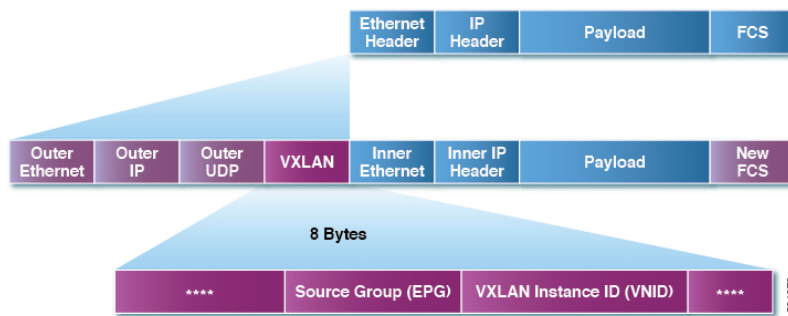 Ethernet Header
IP Header
Payload
FCS
Outer Ethernet
Outer IP
Outer UDP
VXLAN
Inner Ethernet
Inner IP Header
Payload
New FCS
8 Bytes
****
Source Group (EPG)
VXLAN Instance ID (VNID)
****